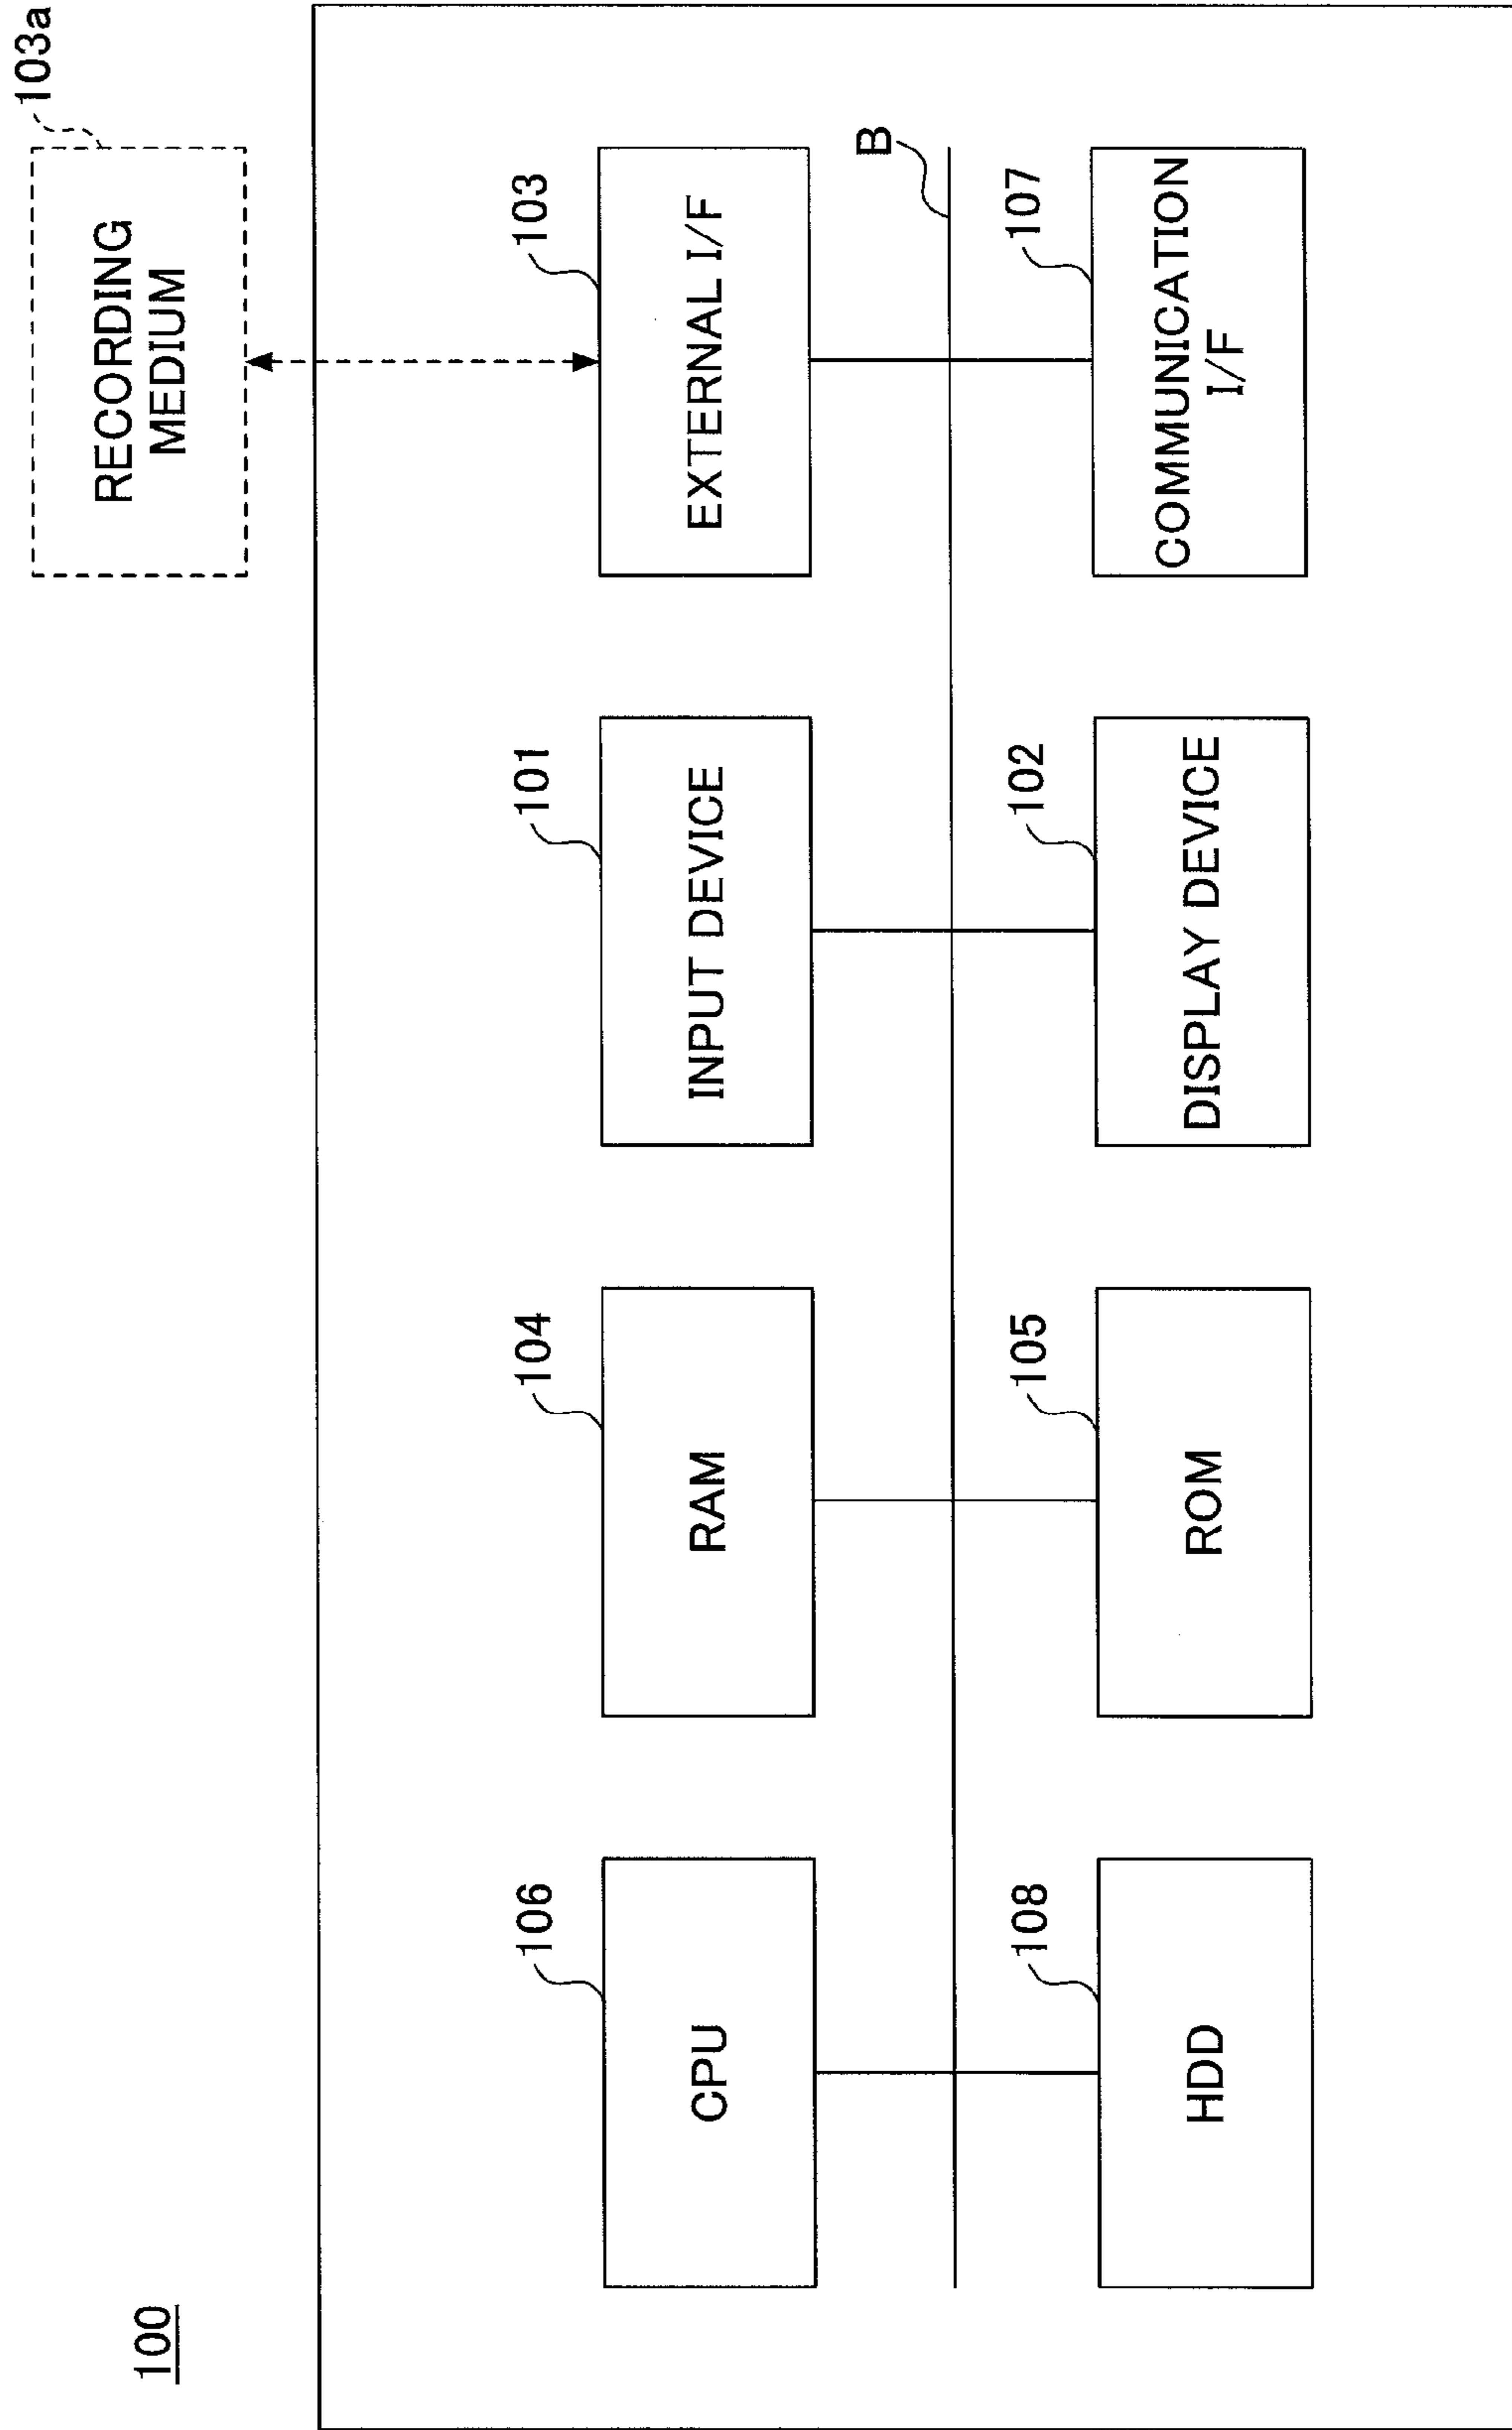 100
103a
RECORDING
MEDIUM
106
CPU
104
RAM
101
INPUT DEVICE
103
EXTERNAL I/F
B
108
HDD
105
ROM
102
DISPLAY DEVICE
107
COMMUNICATION
I/F